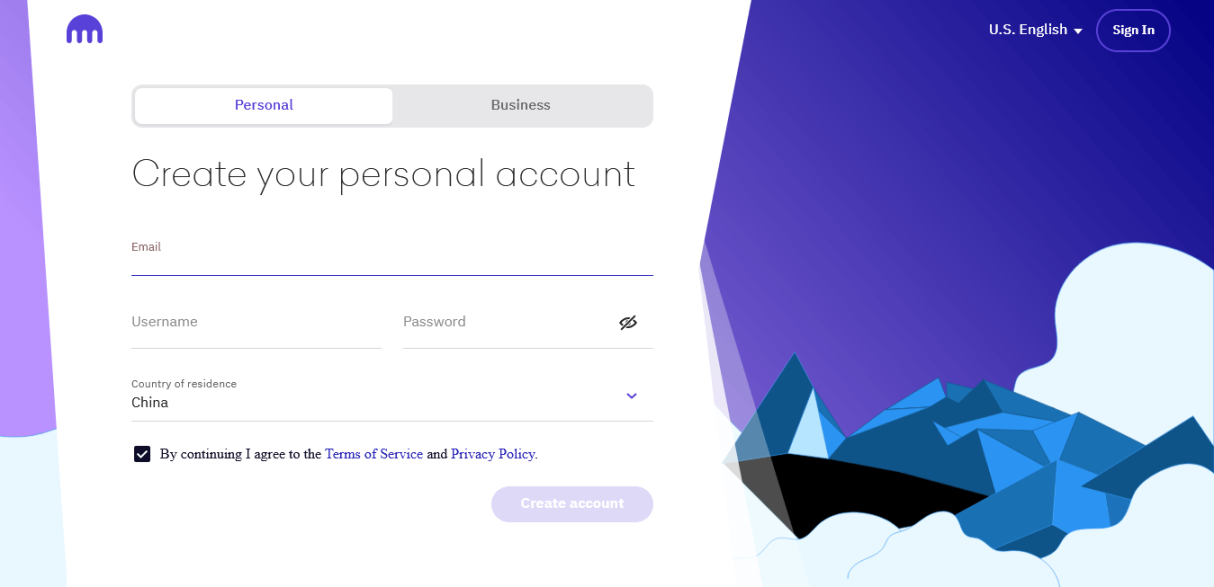 U.S. English
Sign In
Personal
Business
Create your personal account
Email
Username
Password
Country of residence
China
By continuing I agree to the Terms of Service and Privacy Policy.
Create account